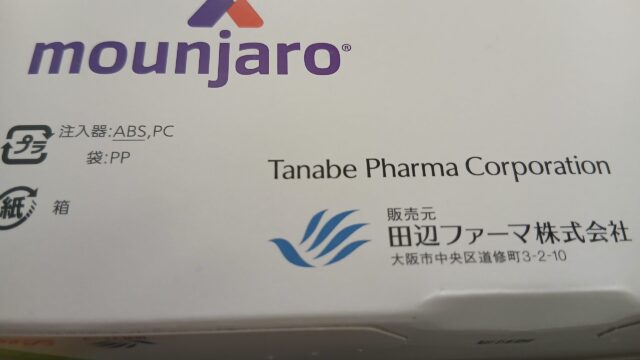 mounjaro®
プラ
注入器:ABS,PC
袋:PP
紙
箱
Tanabe Pharma Corporation
販売元
田辺ファーマ株式会社
大阪市中央区道修町3-2-10